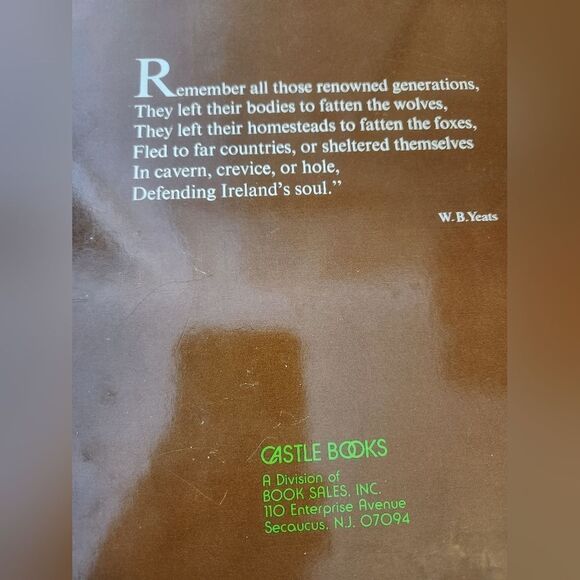 Remember all those renowned generations,
They left their bodies to fatten the wolves,
They left their homesteads to fatten the foxes,
Fled to far countries, or sheltered themselves
In cavern, crevice, or hole,
Defending Ireland's soul."
W.B.Yeats
CASTLE BOOKS
A Division of
BOOK SALES, INC.
110 Enterprise Avenue
Secaucus, N.J. 07094